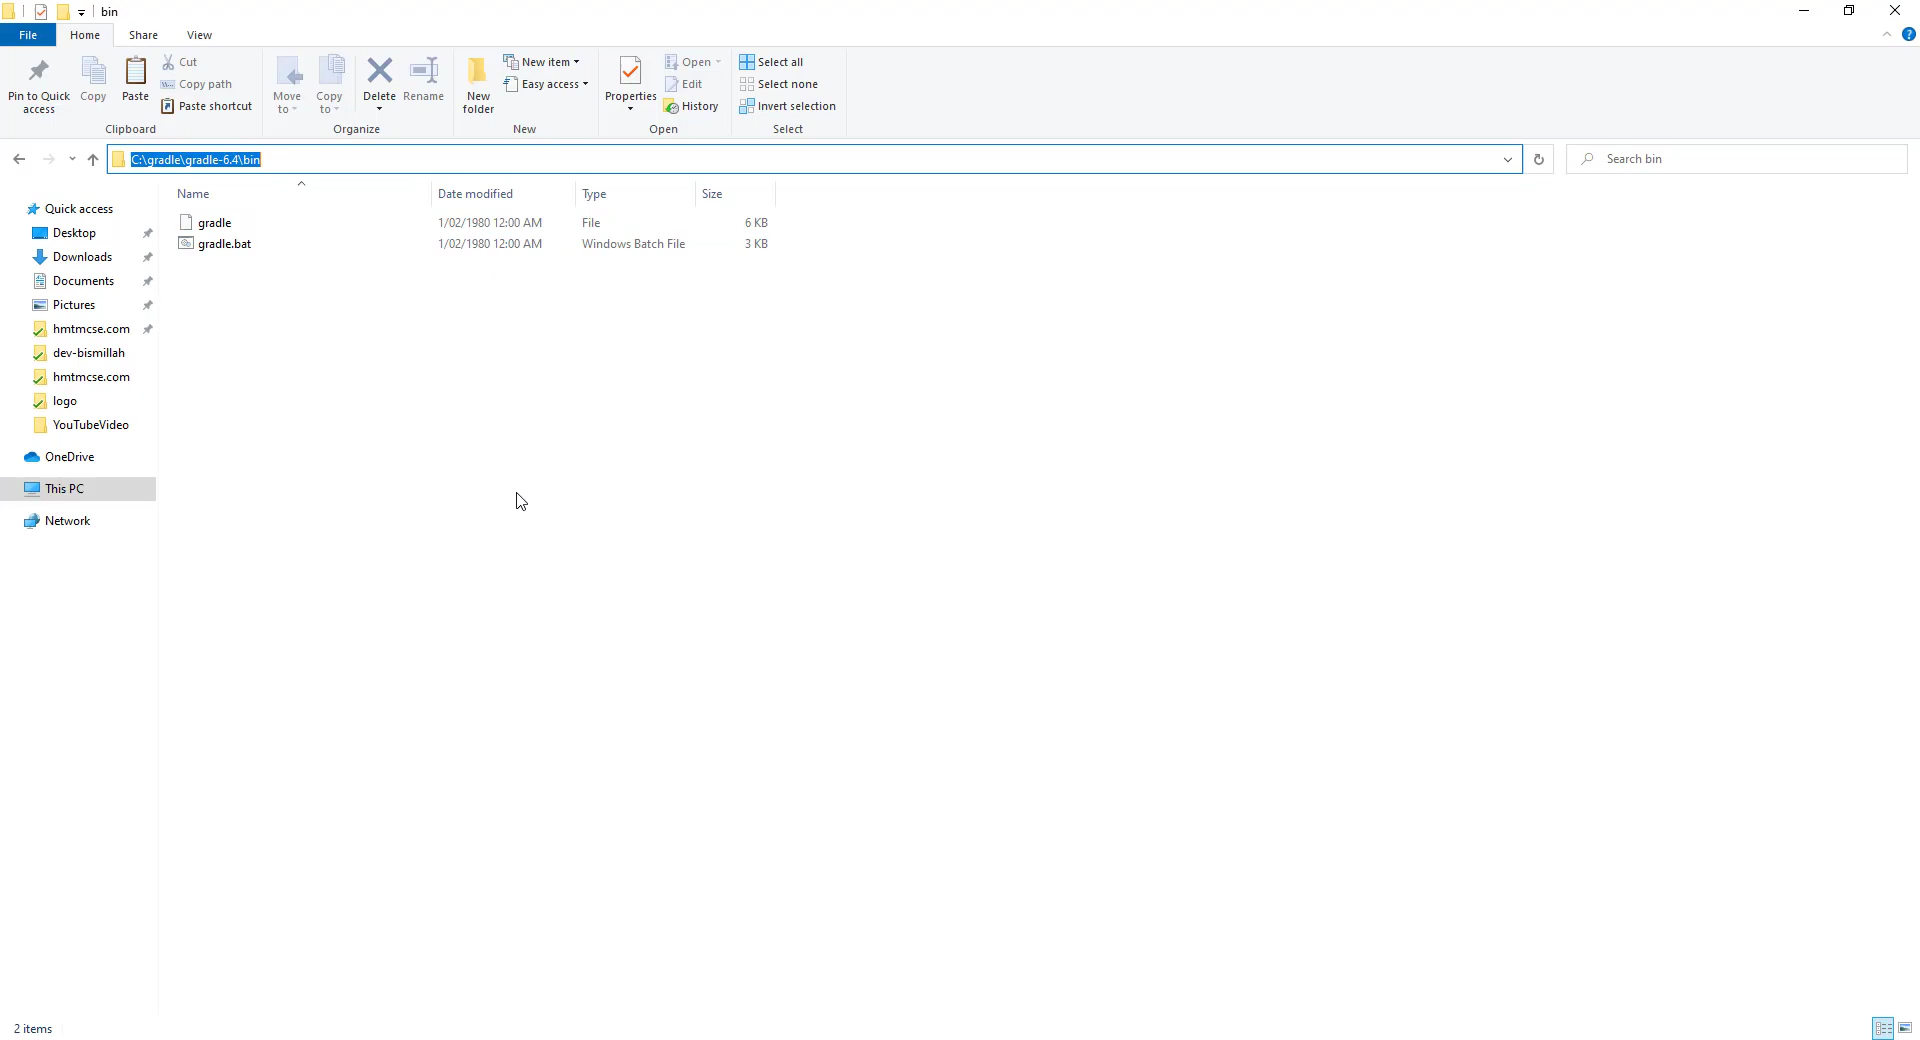 bin
File Home Share View
Pin to Quick access
Copy
Paste
Cut
Copy path
Paste shortcut
Clipboard
Move to
Copy to
Delete
Rename
Organize
New folder
New item
Easy access
New
Properties
Open
Edit
History
Open
Select all
Select none
Invert selection
Select
C:\gradle\gradle-6.4\bin
Search bin
Name Date modified Type Size
gradle 1/02/1980 12:00 AM File 6 KB
gradle.bat 1/02/1980 12:00 AM Windows Batch File 3 KB
Quick access
Desktop
Downloads
Documents
Pictures
hmtmcse.com
dev-bismillah
hmtmcse.com
logo
YouTubeVideo
OneDrive
This PC
Network
2 items